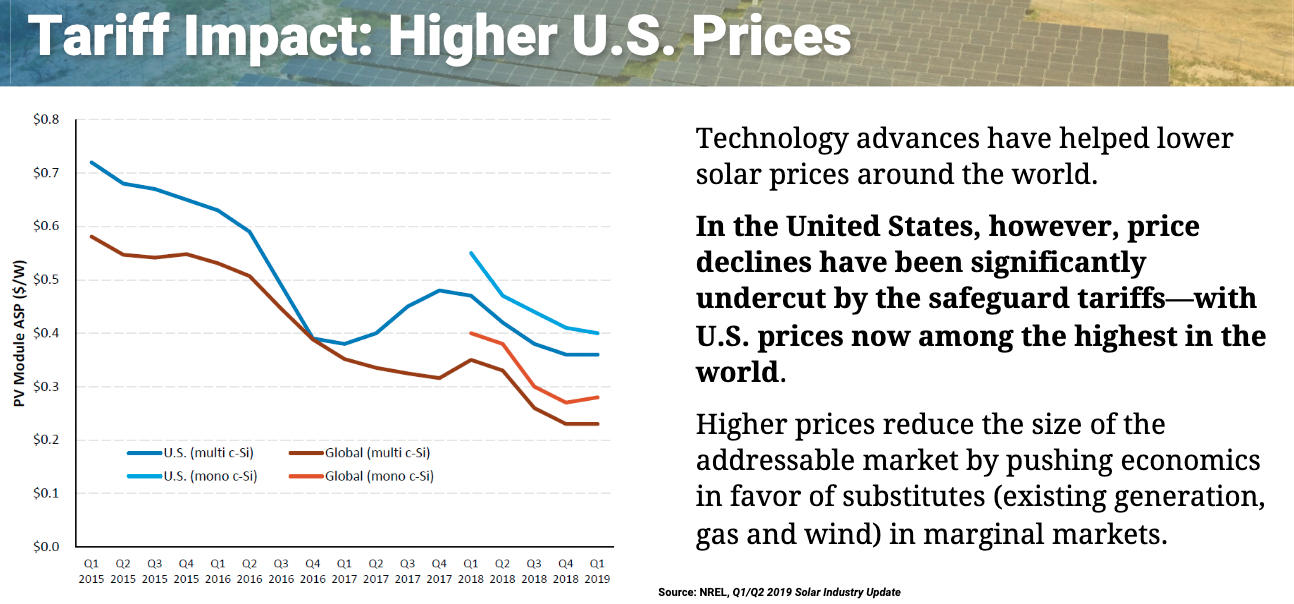 Tariff Impact: Higher U.S. Prices
$0.8
$0.7
$0.6
$0.5
$0.4
$0.3
$0.2
$0.1
$0.0
PV Module ASP ($/W)
U.S. (multi c-Si)
Global (multi c-Si)
U.S. (mono c-Si)
Global (mono c-Si)
Q1 Q2 Q3 Q4 Q1 Q2 Q3 Q4 Q1 Q2 Q3 Q4 Q1 Q2 Q3 Q4 Q1
2015 2015 2015 2015 2016 2016 2016 2016 2017 2017 2017 2017 2018 2018 2018 2018 2019
Technology advances have helped lower
solar prices around the world.
In the United States, however, price
declines have been significantly
undercut by the safeguard tariffs—with
U.S. prices now among the highest in the
world.
Higher prices reduce the size of the
addressable market by pushing economics
in favor of substitutes (existing generation,
gas and wind) in marginal markets.
Source: NREL, Q1/Q2 2019 Solar Industry Update